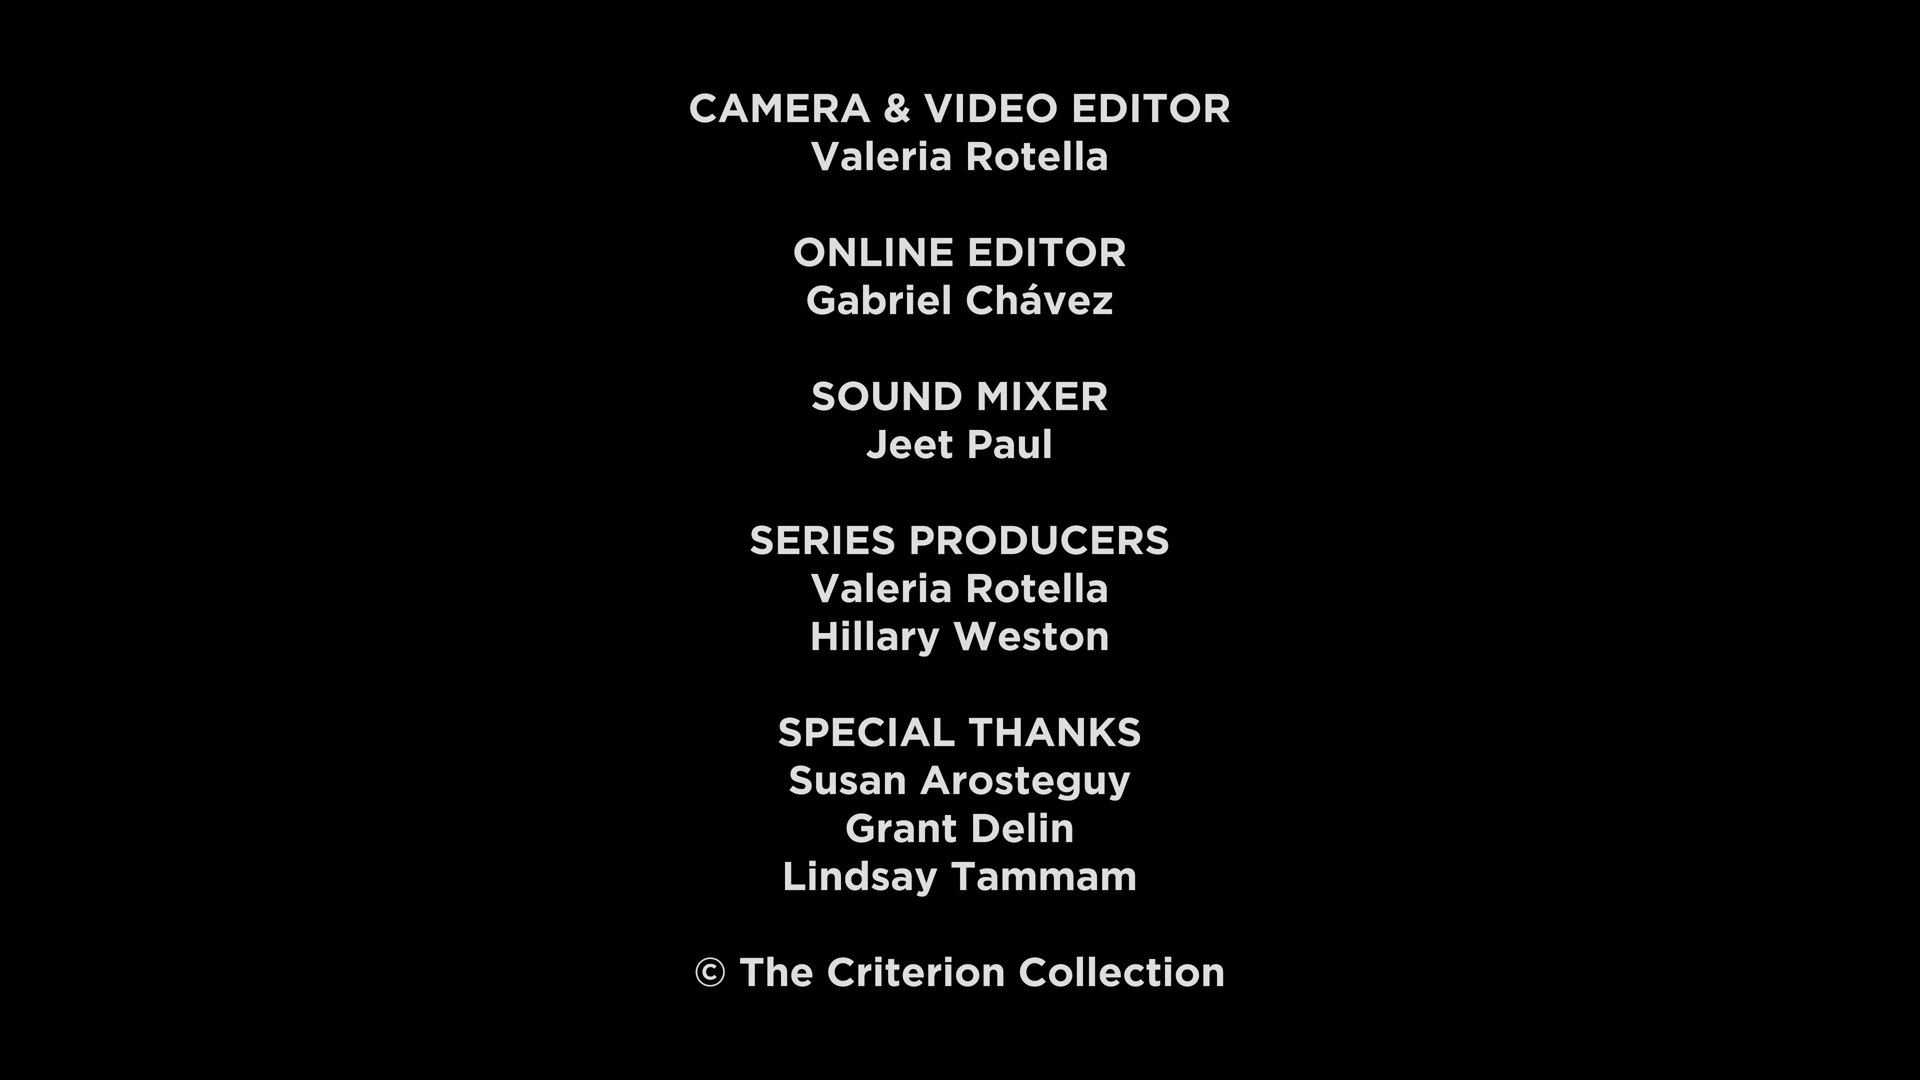 CAMERA & VIDEO EDITOR
Valeria Rotella
ONLINE EDITOR
Gabriel Chávez
SOUND MIXER
Jeet Paul
SERIES PRODUCERS
Valeria Rotella
Hillary Weston
SPECIAL THANKS
Susan Arosteguy
Grant Delin
Lindsay Tammam
© The Criterion Collection